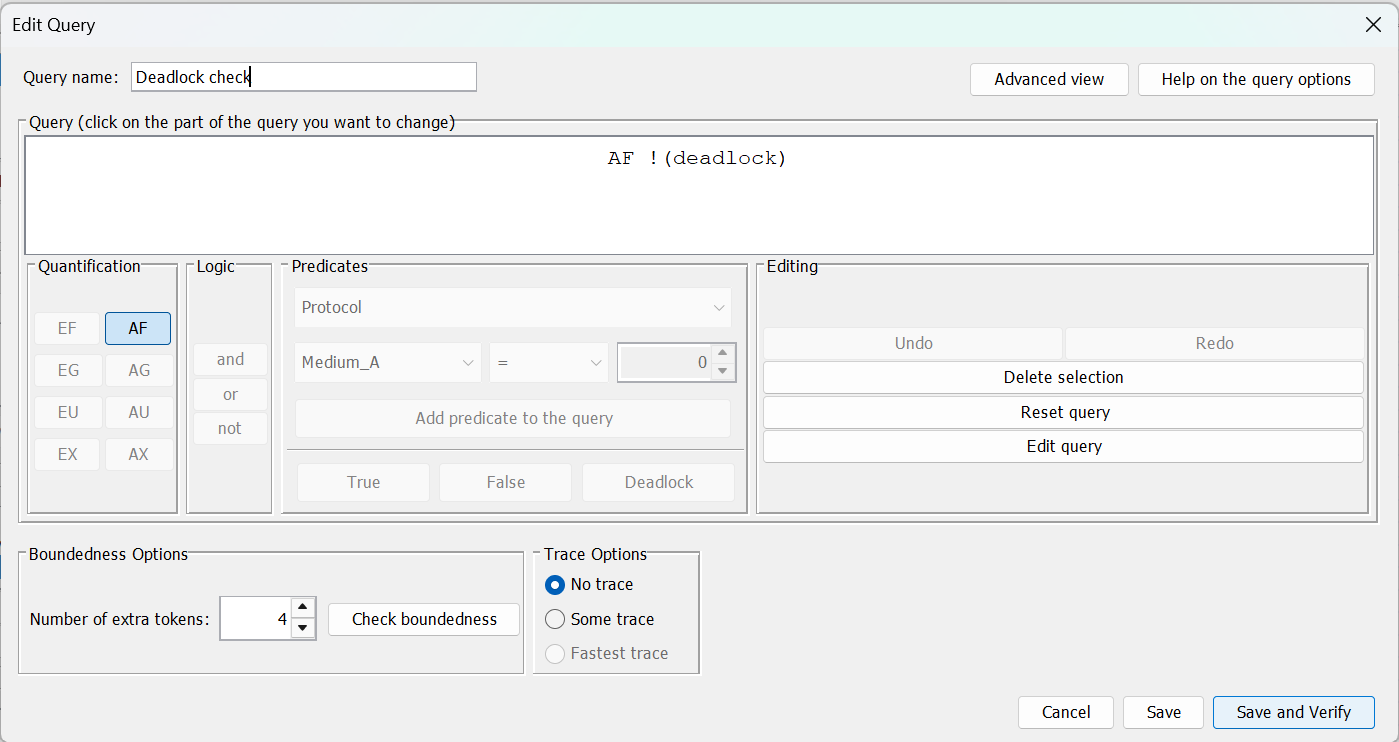 Edit Query
Query name: Deadlock check
Advanced view
Help on the query options
Query (click on the part of the query you want to change)
AF !(deadlock)
Quantification
EF AF
EG AG
EU AU
EX AX
Logic
and
or
not
Predicates
Protocol
Medium_A = 0
Add predicate to the query
True False Deadlock
Editing
Undo Redo
Delete selection
Reset query
Edit query
Boundedness Options
Number of extra tokens: 4 Check boundedness
Trace Options
No trace
Some trace
Fastest trace
Cancel Save Save and Verify